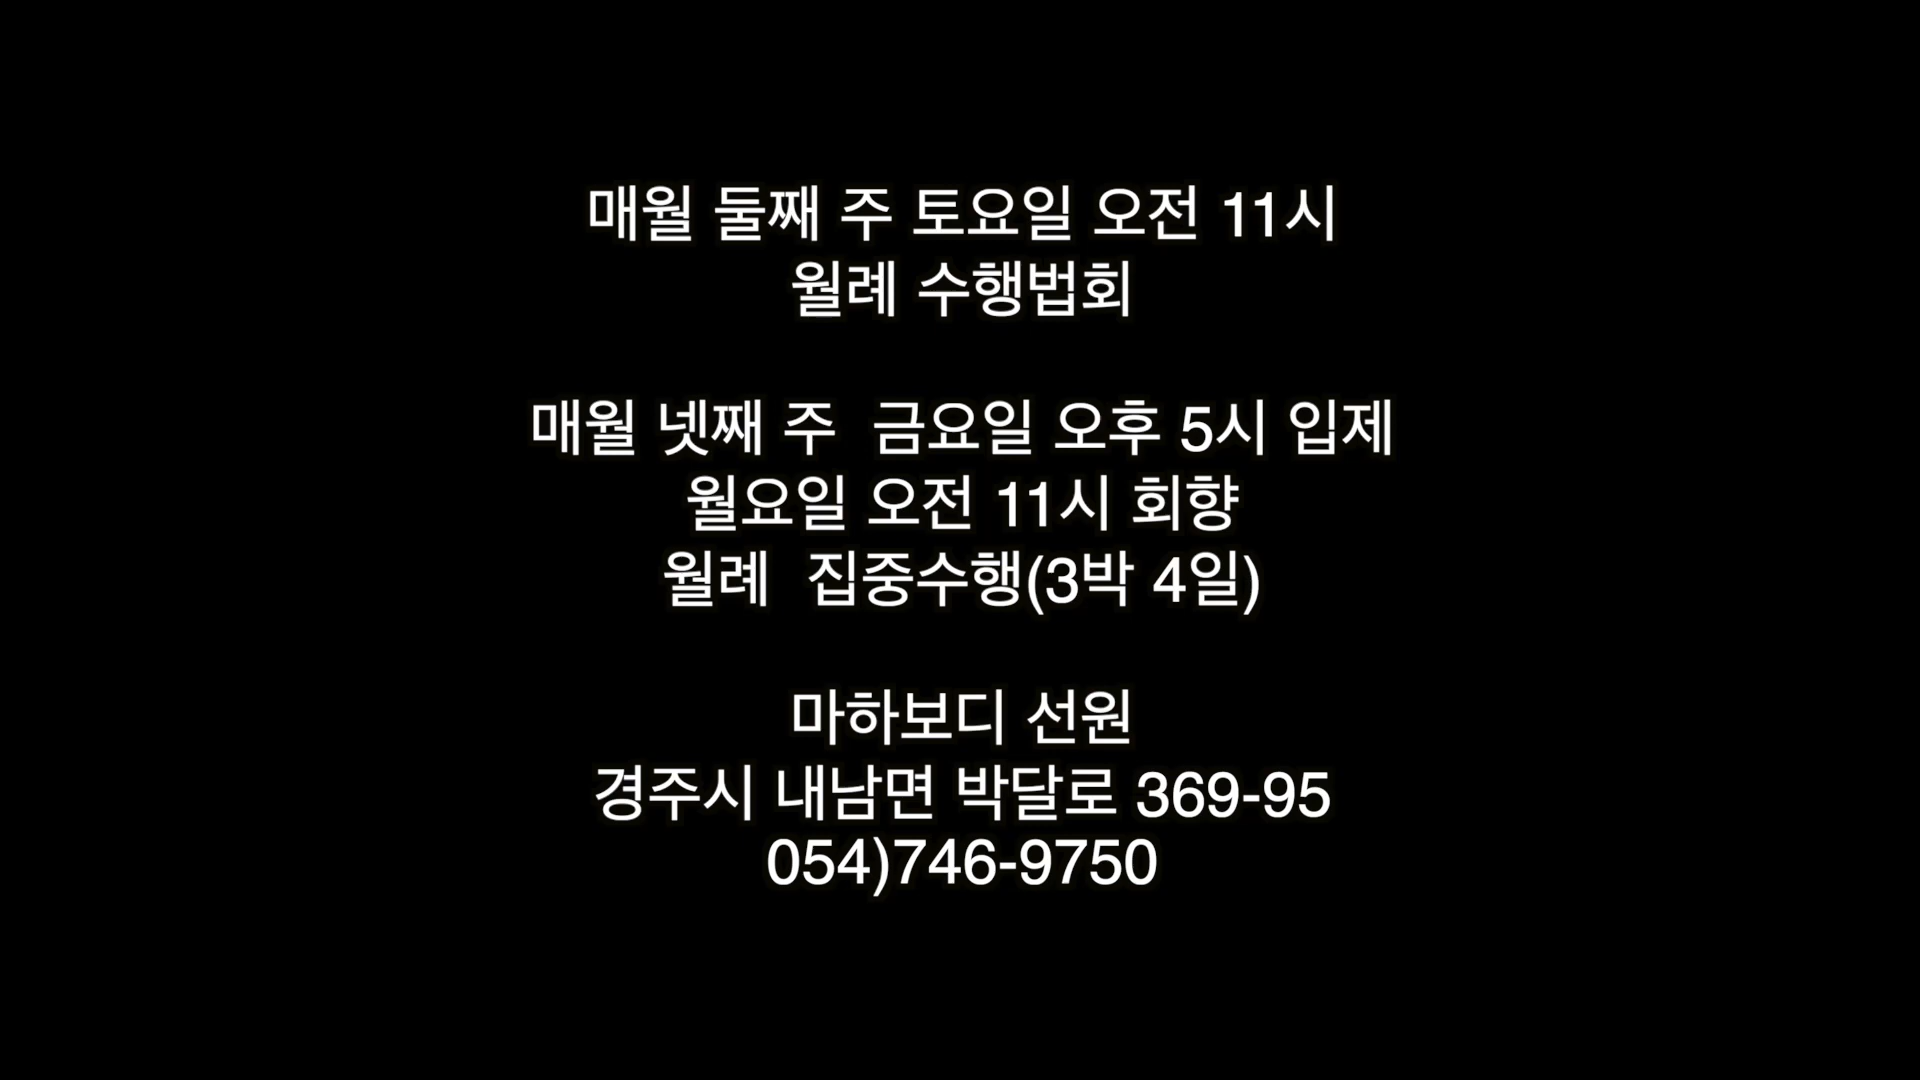 매월 둘째 주 토요일 오전 11시
월례 수행법회
매월 넷째 주 금요일 오후 5시 입제
월요일 오전 11시 회향
월례 집중수행(3박 4일)
마하보디 선원
경주시 내남면 박달로 369-95
054)746-9750